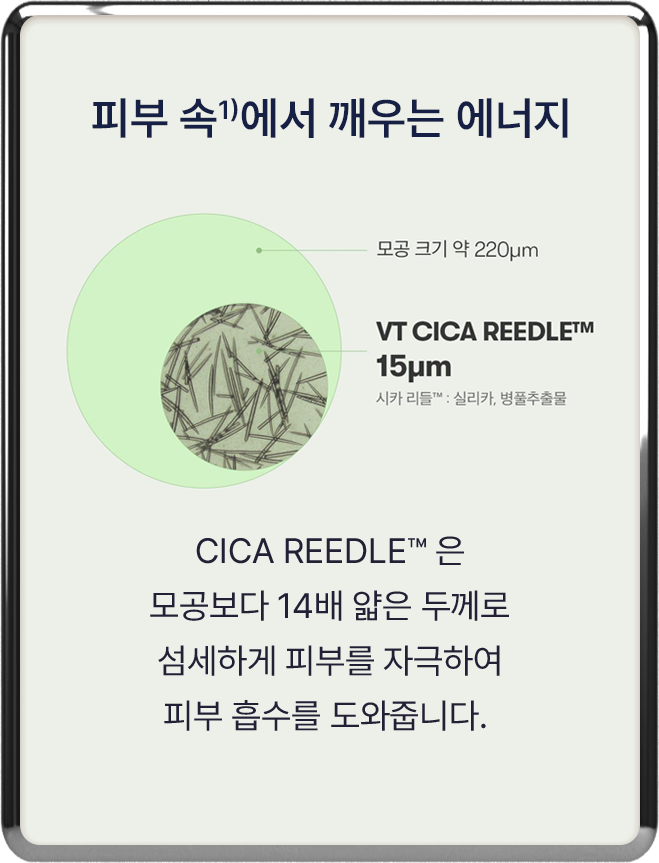 피부 속¹⁾에서 깨우는 에너지
모공 크기 약 220μm
VT CICA REEDLE™
15μm
시카 리들™ : 실리카, 병풀추출물
CICA REEDLE™ 은
모공보다 14배 얇은 두께로
섬세하게 피부를 자극하여
피부 흡수를 도와줍니다.